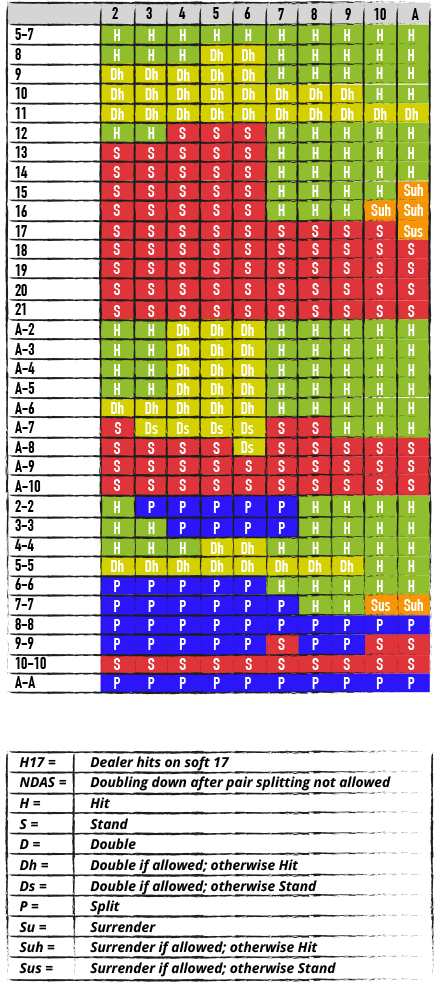 2 3 4 5 6 7 8 9 10 A
5-7 H H H H H H H H H H
8 H H H Dh Dh H H H H H
9 Dh Dh Dh Dh Dh H H H H H
10 Dh Dh Dh Dh Dh Dh Dh Dh H H
11 Dh Dh Dh Dh Dh Dh Dh Dh Dh Dh
12 H H S S S H H H H H
13 S S S S S H H H H H
14 S S S S S H H H H H
15 S S S S S H H H H Suh
16 S S S S S H H H Suh Suh
17 S S S S S S S S S Sus
18 S S S S S S S S S S
19 S S S S S S S S S S
20 S S S S S S S S S S
21 S S S S S S S S S S
A-2 H H Dh Dh Dh H H H H H
A-3 H H Dh Dh Dh H H H H H
A-4 H H Dh Dh Dh H H H H H
A-5 H H Dh Dh Dh H H H H H
A-6 Dh Dh Dh Dh Dh H H H H H
A-7 S Ds Ds Ds Ds S S H H H
A-8 S S S S Ds S S S S S
A-9 S S S S S S S S S S
A-10 S S S S S S S S S S
2-2 H P P P P P H H H H
3-3 H H P P P P H H H H
4-4 H H H Dh Dh H H H H H
5-5 Dh Dh Dh Dh Dh Dh Dh Dh H H
6-6 P P P P P H H H H H
7-7 P P P P P P H H Sus Suh
8-8 P P P P P P P P P P
9-9 P P P P P S P P S S
10-10 S S S S S S S S S S
A-A P P P P P P P P P P
H17 = Dealer hits on soft 17
NDAS = Doubling down after pair splitting not allowed
H = Hit
S = Stand
D = Double
Dh = Double if allowed; otherwise Hit
Ds = Double if allowed; otherwise Stand
P = Split
Su = Surrender
Suh = Surrender if allowed; otherwise Hit
Sus = Surrender if allowed; otherwise Stand